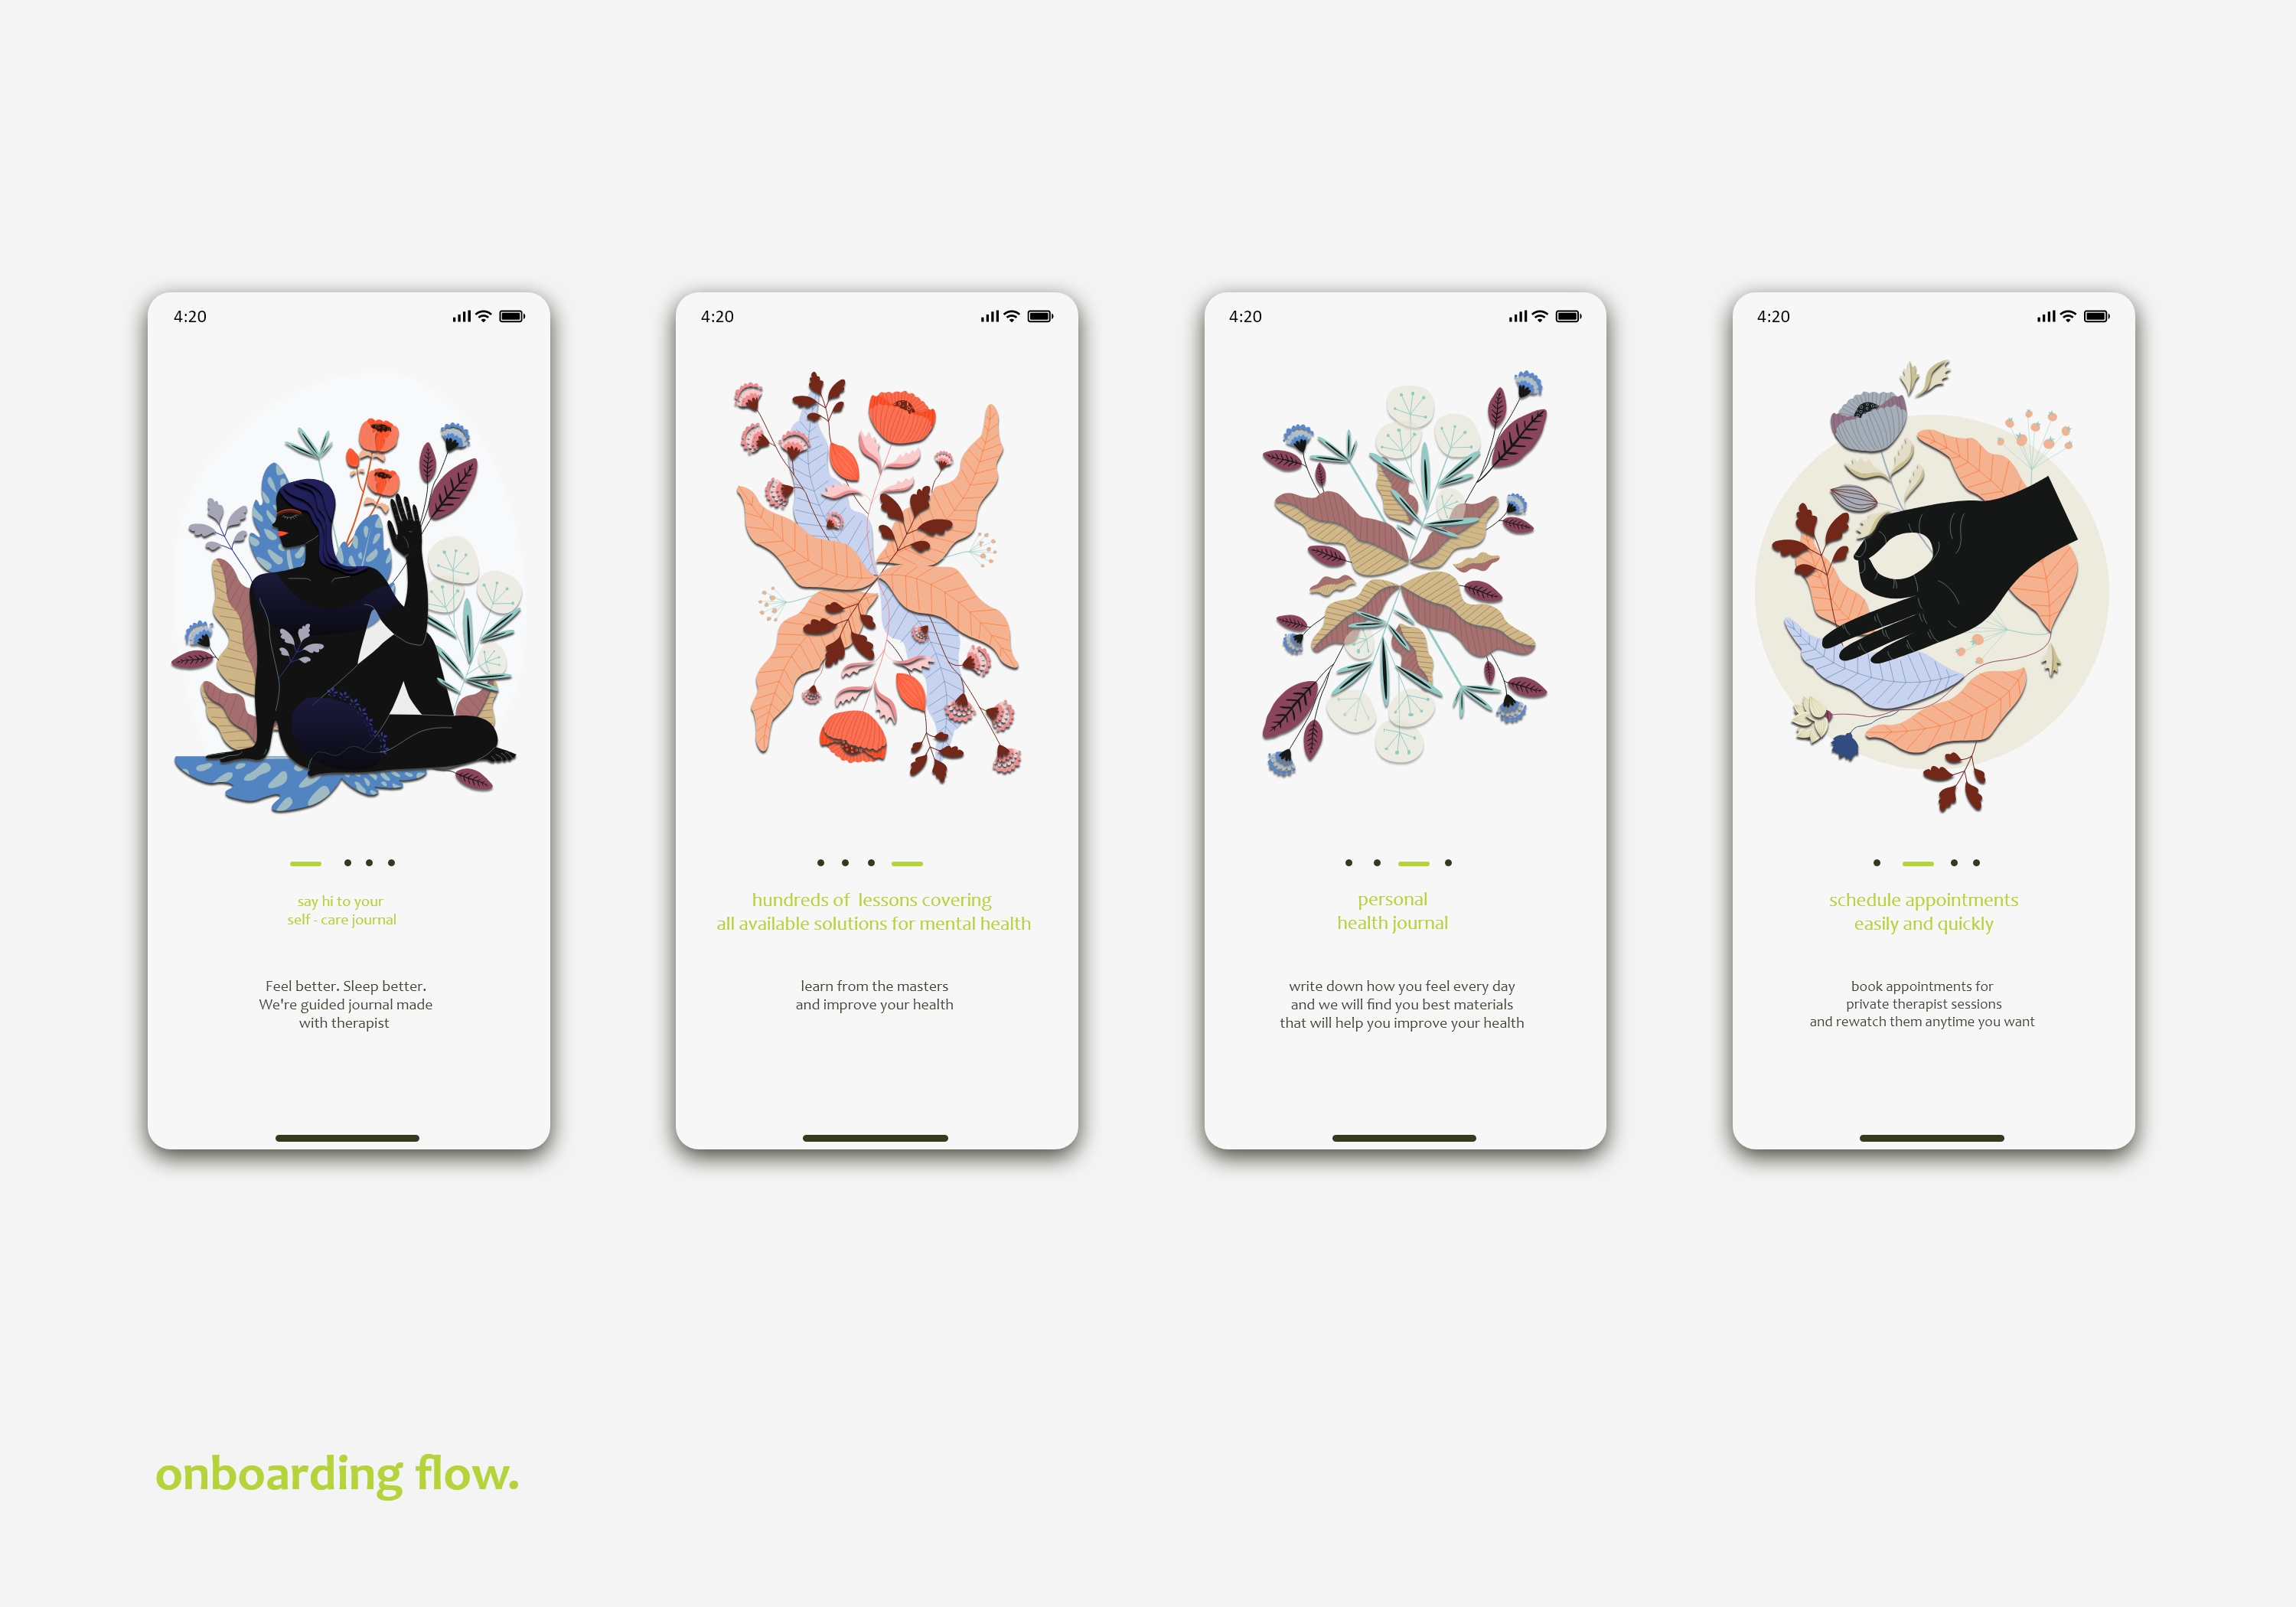 4:20
say hi to your
self - care journal
Feel better. Sleep better.
We're guided journal made
with therapist
4:20
hundreds of  lessons covering
all available solutions for mental health
learn from the masters
and improve your health
4:20
personal
health journal
write down how you feel every day
and we will find you best materials
that will help you improve your health
4:20
schedule appointments
easily and quickly
book appointments for
private therapist sessions
and rewatch them anytime you want
onboarding flow.